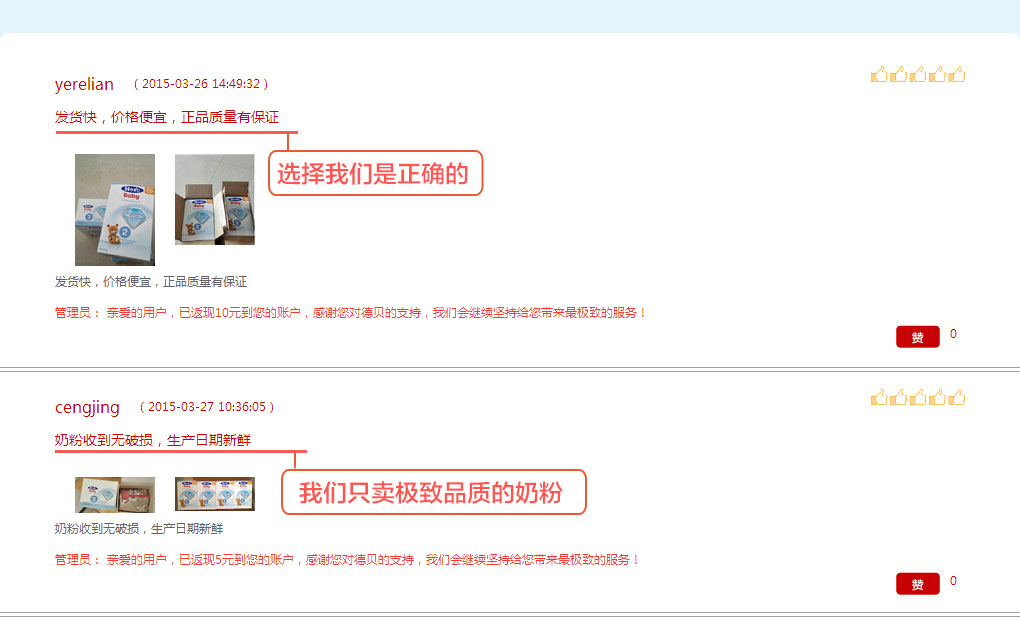 yerelian （ 2015-03-26 14:49:32 ）
发货快，价格便宜，正品质量有保证
选择我们是正确的
Hero
Baby
2
发货快，价格便宜，正品质量有保证
管理员： 亲爱的用户，已返现10元到您的账户，感谢您对德贝的支持，我们会继续坚持给您带来最极致的服务！
赞 0
cengjing （ 2015-03-27 10:36:05 ）
奶粉收到无破损，生产日期新鲜
我们只卖极致品质的奶粉
奶粉收到无破损，生产日期新鲜
管理员： 亲爱的用户，已返现5元到您的账户，感谢您对德贝的支持，我们会继续坚持给您带来最极致的服务！
赞 0